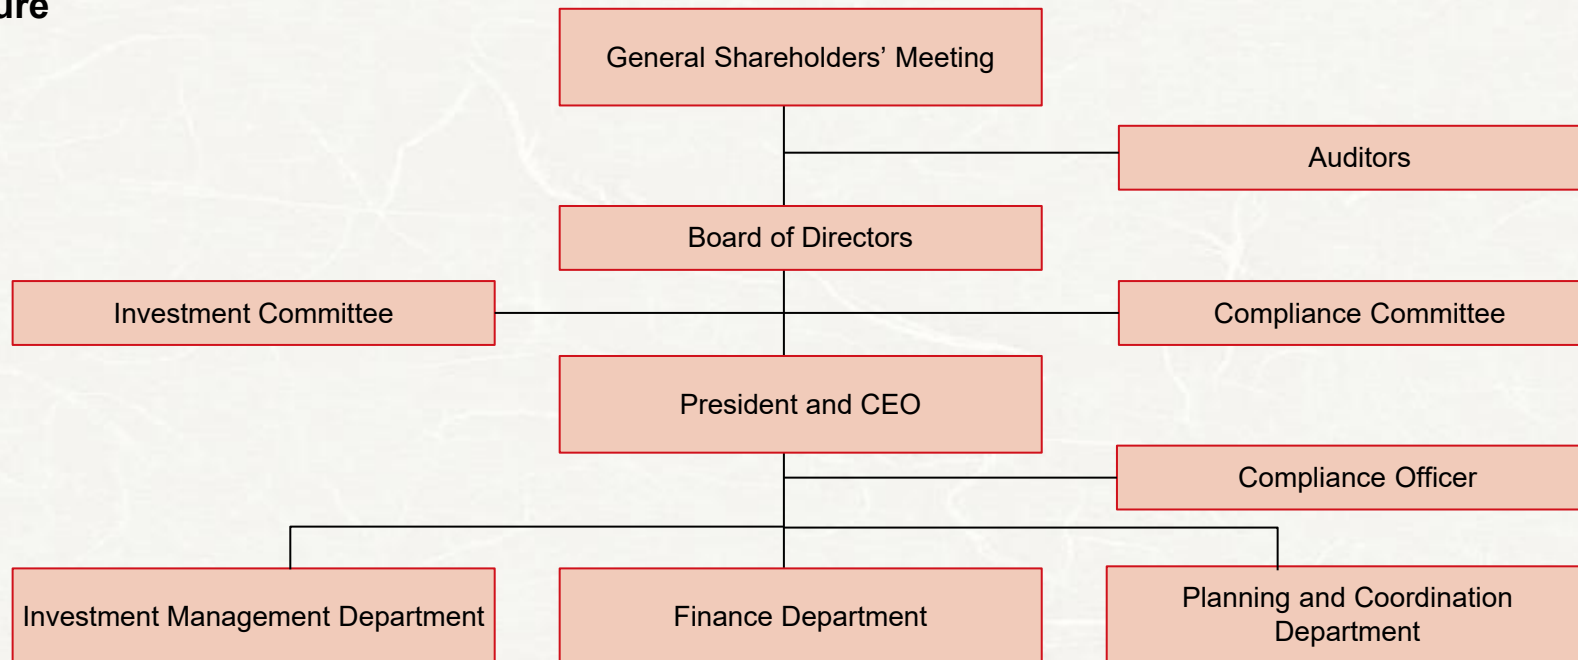 ure
General Shareholders’ Meeting
Auditors
Board of Directors
Investment Committee
Compliance Committee
President and CEO
Compliance Officer
Investment Management Department
Finance Department
Planning and Coordination
Department